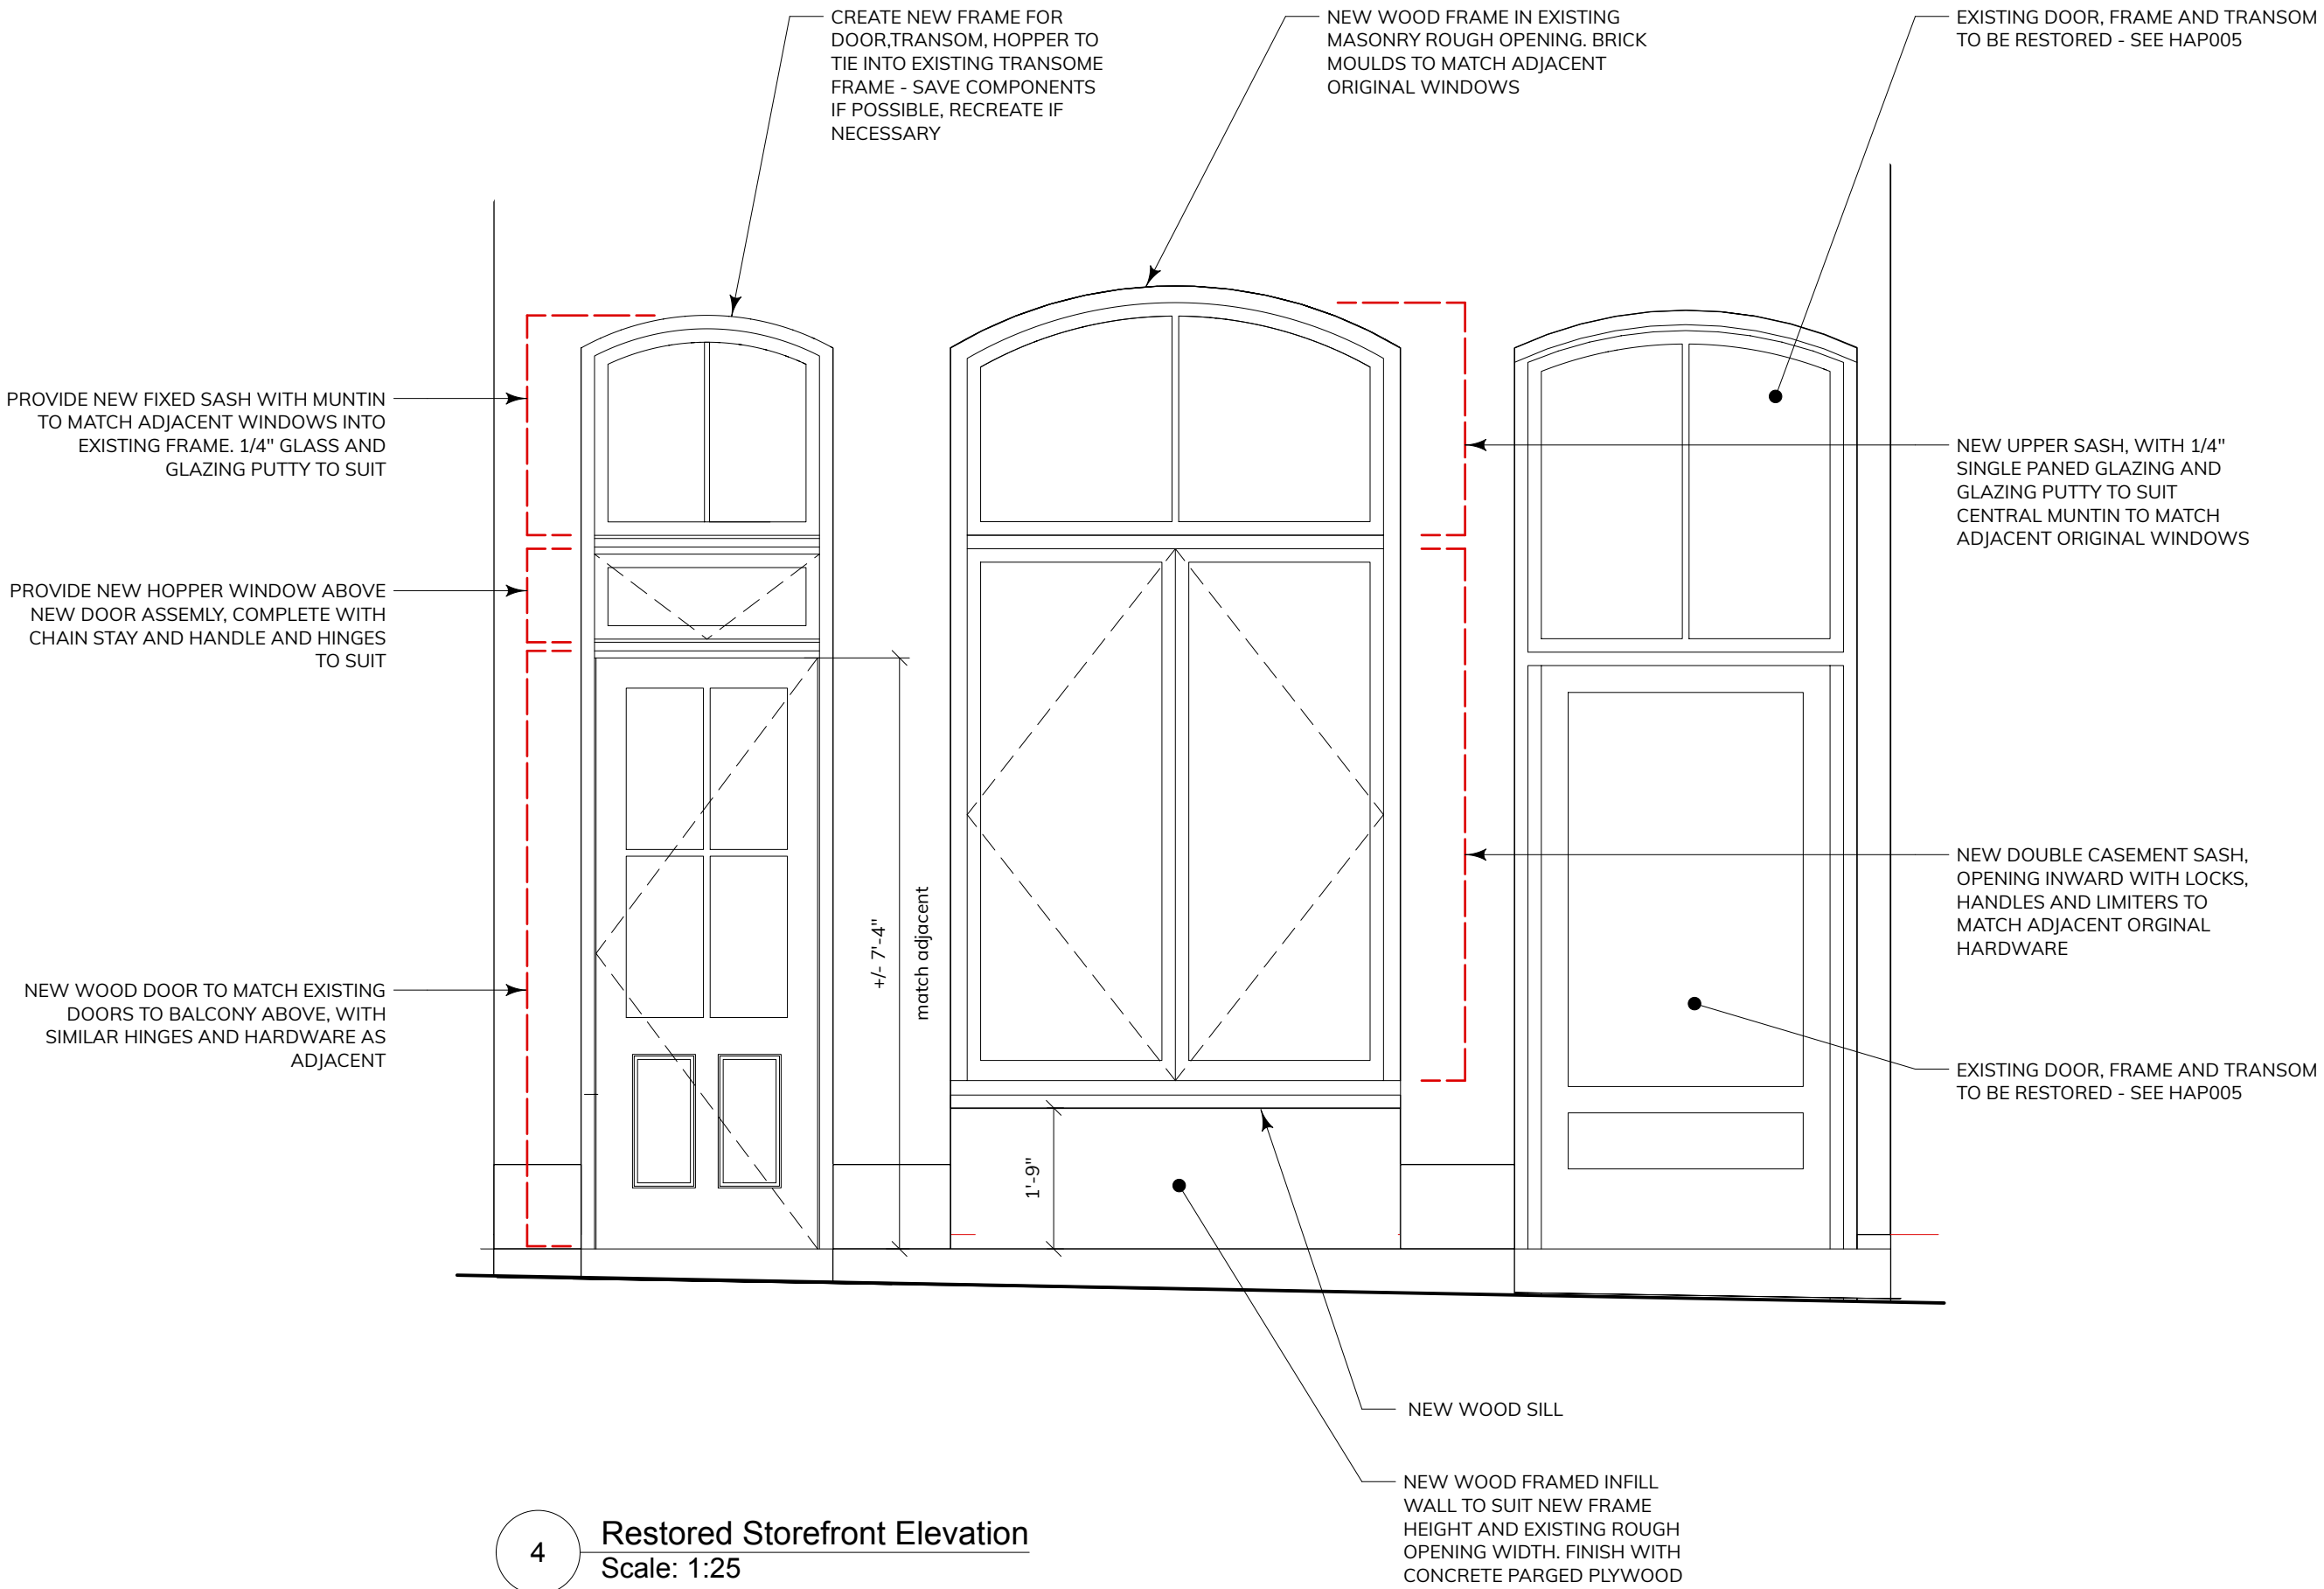 CREATE NEW FRAME FOR
DOOR,TRANSOM, HOPPER TO
TIE INTO EXISTING TRANSOME
FRAME - SAVE COMPONENTS
IF POSSIBLE, RECREATE IF
NECESSARY
NEW WOOD FRAME IN EXISTING
MASONRY ROUGH OPENING. BRICK
MOULDS TO MATCH ADJACENT
ORIGINAL WINDOWS
EXISTING DOOR, FRAME AND TRANSOM
TO BE RESTORED - SEE HAP005
PROVIDE NEW FIXED SASH WITH MUNTIN
TO MATCH ADJACENT WINDOWS INTO
EXISTING FRAME. 1/4" GLASS AND
GLAZING PUTTY TO SUIT
NEW UPPER SASH, WITH 1/4"
SINGLE PANED GLAZING AND
GLAZING PUTTY TO SUIT
CENTRAL MUNTIN TO MATCH
ADJACENT ORIGINAL WINDOWS
PROVIDE NEW HOPPER WINDOW ABOVE
NEW DOOR ASSEMLY, COMPLETE WITH
CHAIN STAY AND HANDLE AND HINGES
TO SUIT
NEW DOUBLE CASEMENT SASH,
OPENING INWARD WITH LOCKS,
HANDLES AND LIMITERS TO
MATCH ADJACENT ORGINAL
HARDWARE
+/- 7'-4"
match adjacent
NEW WOOD DOOR TO MATCH EXISTING
DOORS TO BALCONY ABOVE, WITH
SIMILAR HINGES AND HARDWARE AS
ADJACENT
EXISTING DOOR, FRAME AND TRANSOM
TO BE RESTORED - SEE HAP005
1'-9"
NEW WOOD SILL
NEW WOOD FRAMED INFILL
WALL TO SUIT NEW FRAME
HEIGHT AND EXISTING ROUGH
OPENING WIDTH. FINISH WITH
CONCRETE PARGED PLYWOOD
4
Restored Storefront Elevation
Scale: 1:25